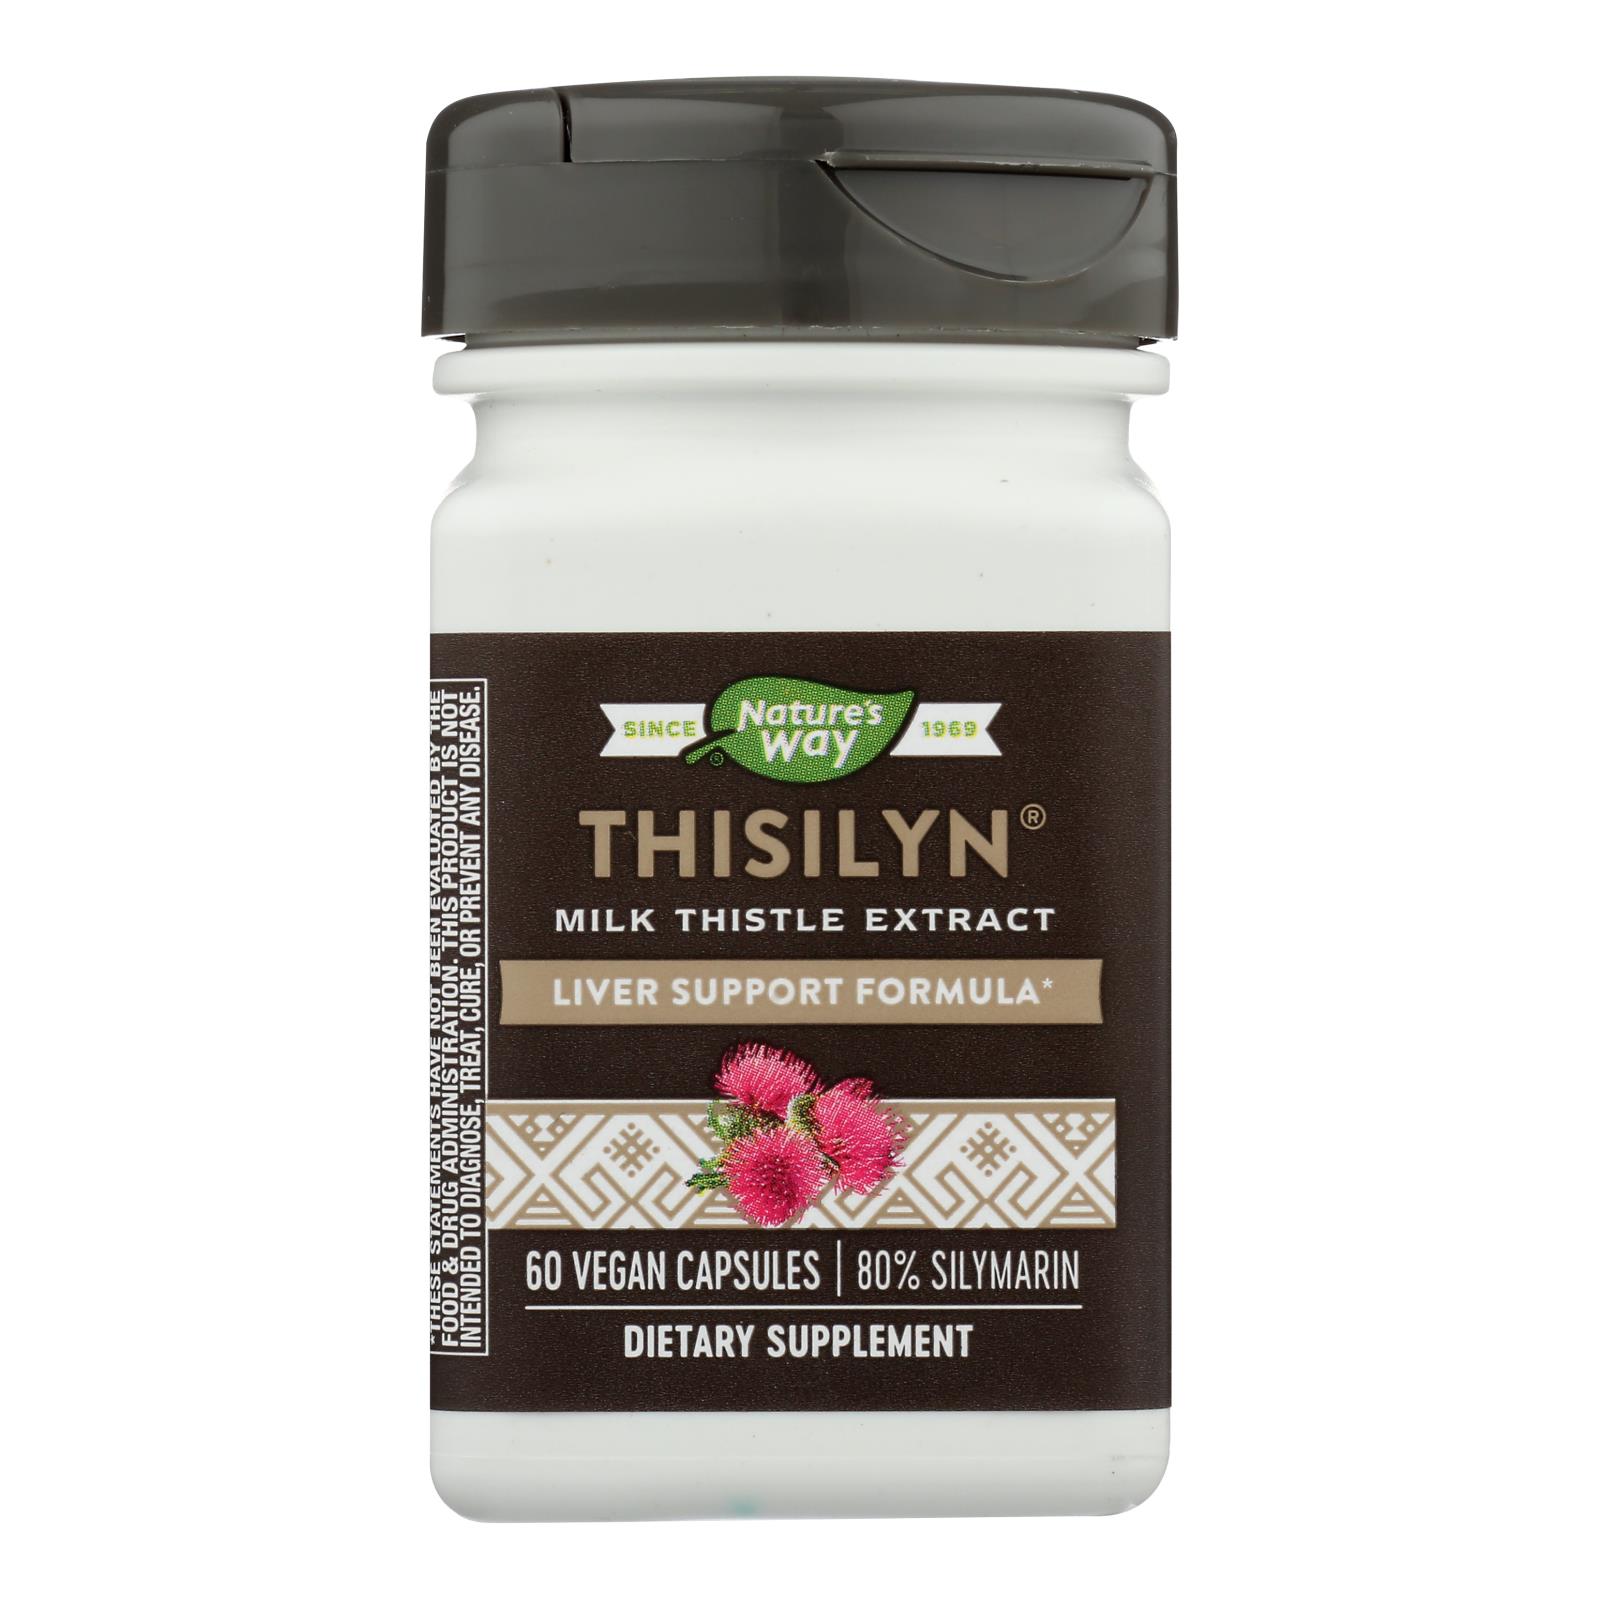 SINCE Nature's 1969
Way®
THISILYN®
MILK THISTLE EXTRACT
LIVER SUPPORT FORMULA*
60 VEGAN CAPSULES | 80% SILYMARIN
DIETARY SUPPLEMENT
*THESE STATEMENTS HAVE NOT BEEN EVALUATED BY THE
FOOD & DRUG ADMINISTRATION. THIS PRODUCT IS NOT
INTENDED TO DIAGNOSE, TREAT, CURE, OR PREVENT ANY DISEASE.